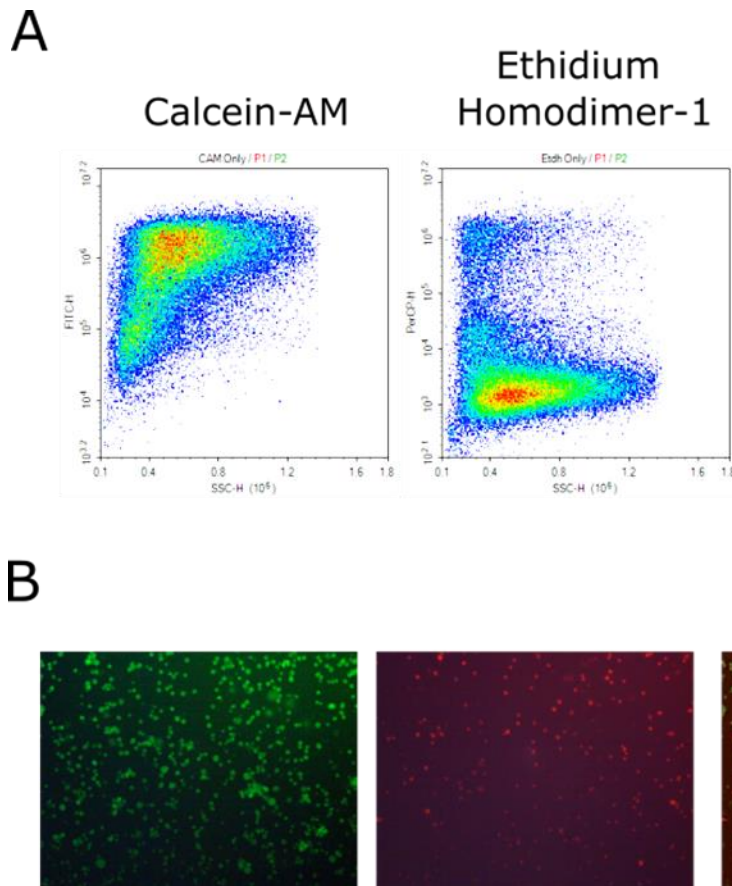 A
Calcein-AM
Ethidium
Homodimer-1
CAM Only / P1 / P2
FITC-H
10^7.2
10^6
10^5
10^4
10^3.2
0.1 0.4 0.8 1.2 1.6 1.8
SSC-H (10^6)
Etdh Only / P1 / P2
PerCP-H
10^7.2
10^6
10^5
10^4
10^3
10^2.1
0.1 0.4 0.8 1.2 1.6 1.8
SSC-H (10^6)
B